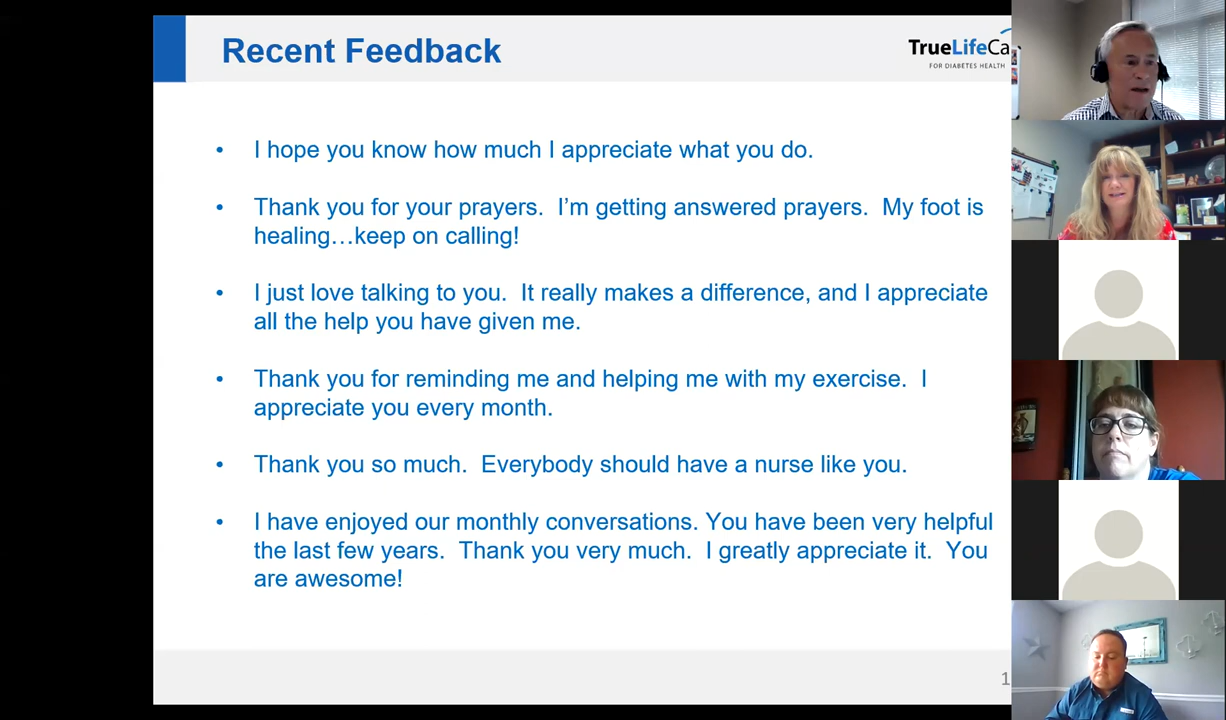 Recent Feedback
TrueLifeCa
FOR DIABETES HEALTH
• I hope you know how much I appreciate what you do.
• Thank you for your prayers.  I’m getting answered prayers.  My foot is
healing…keep on calling!
• I just love talking to you.  It really makes a difference, and I appreciate
all the help you have given me.
• Thank you for reminding me and helping me with my exercise.  I
appreciate you every month.
• Thank you so much.  Everybody should have a nurse like you.
• I have enjoyed our monthly conversations. You have been very helpful
the last few years.  Thank you very much.  I greatly appreciate it.  You
are awesome!
1